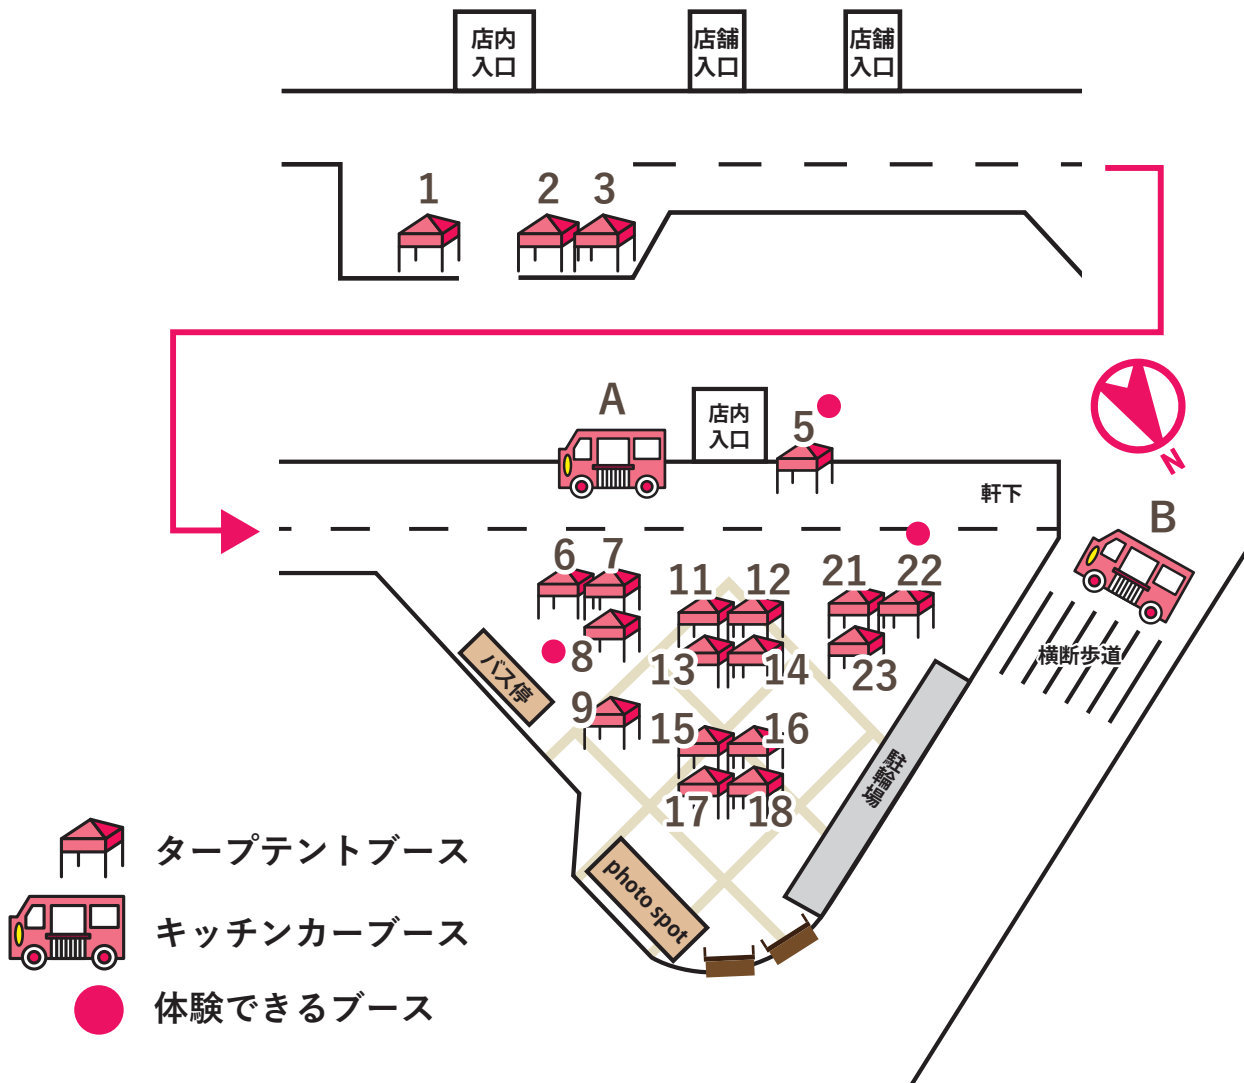 店内
入口
店舗
入口
店舗
入口
1
2
3
A
店内
入口
5
N
軒下
B
6
7
11
12
21
22
8
13
14
23
横断歩道
バス停
9
15
16
駐輪場
17
18
photo spot
タープテントブース
キッチンカーブース
体験できるブース